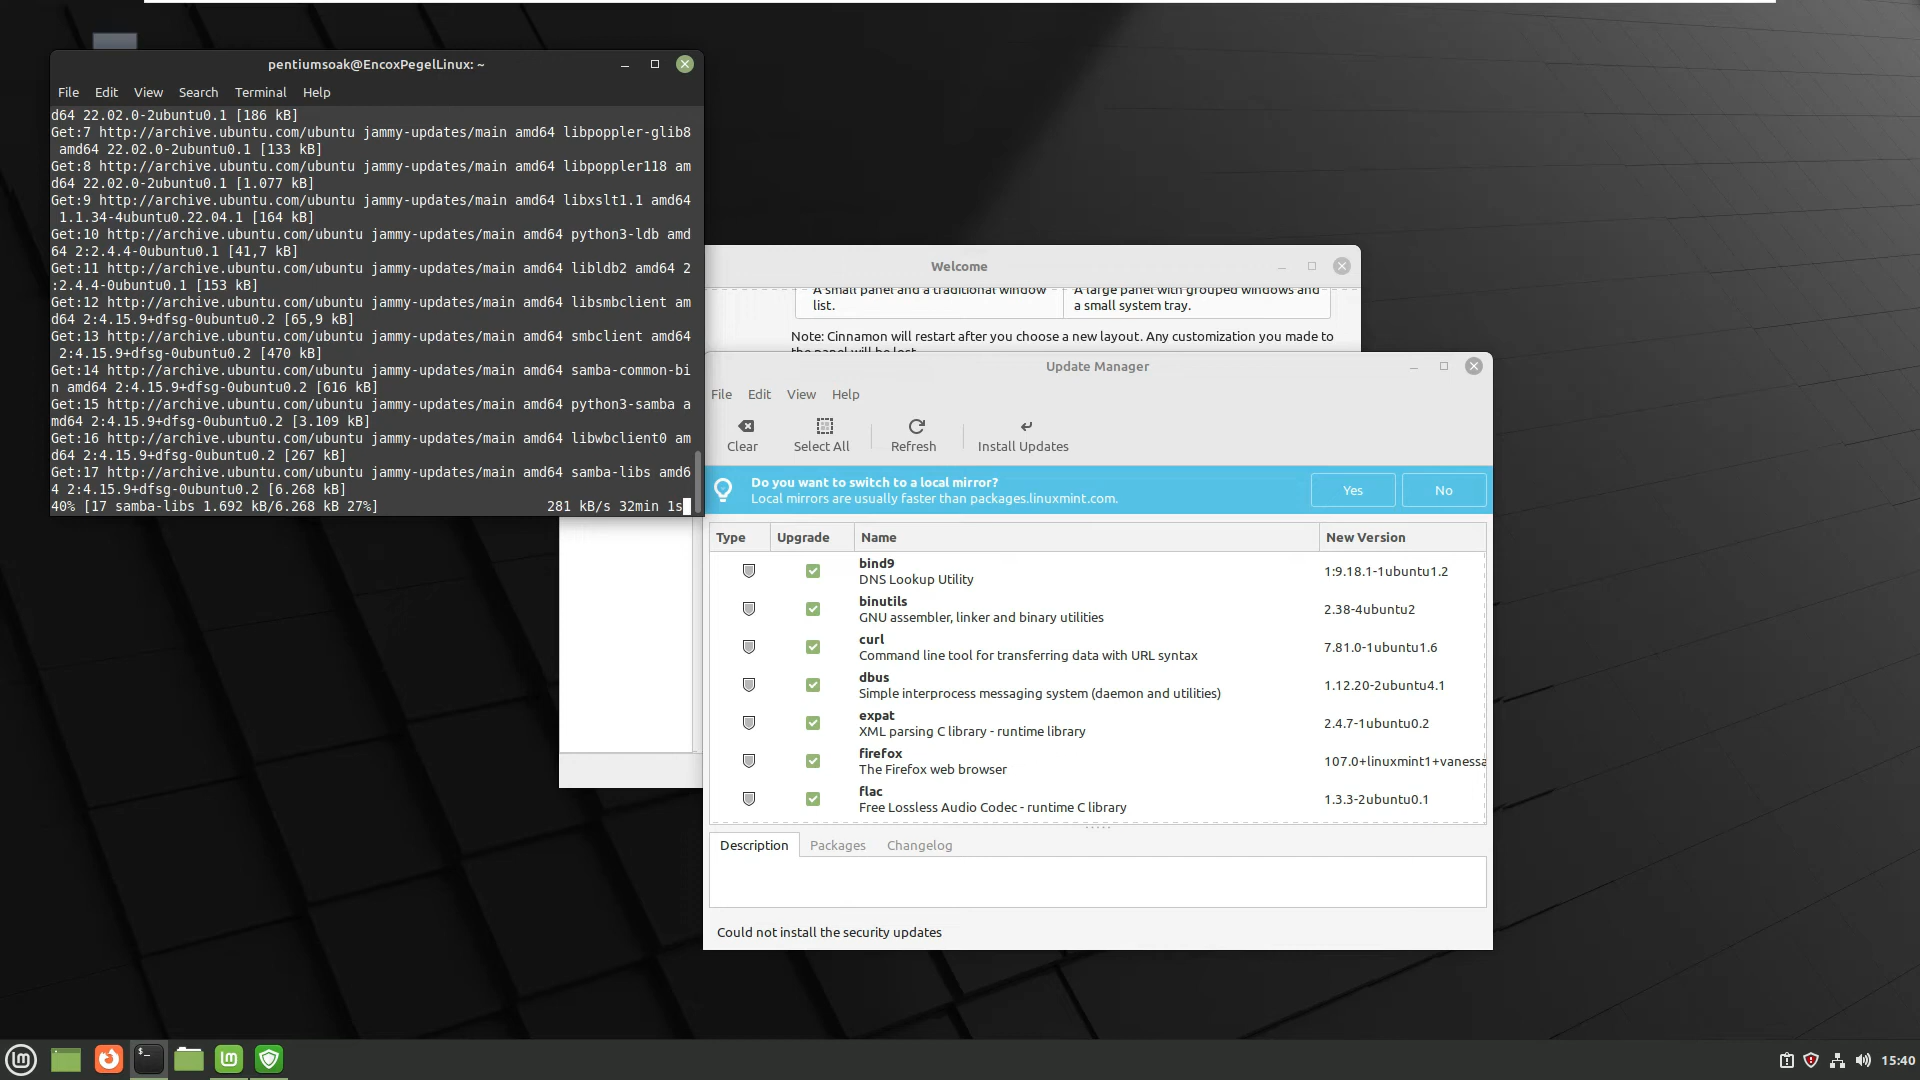 pentiumsoak@EncoxPegelLinux: ~
File Edit View Search Terminal Help
d64 22.02.0-2ubuntu0.1 [186 kB]
Get:7 http://archive.ubuntu.com/ubuntu jammy-updates/main amd64 libpoppler-glib8
 amd64 22.02.0-2ubuntu0.1 [133 kB]
Get:8 http://archive.ubuntu.com/ubuntu jammy-updates/main amd64 libpoppler118 am
d64 22.02.0-2ubuntu0.1 [1.077 kB]
Get:9 http://archive.ubuntu.com/ubuntu jammy-updates/main amd64 libxslt1.1 amd64
 1.1.34-4ubuntu0.22.04.1 [164 kB]
Get:10 http://archive.ubuntu.com/ubuntu jammy-updates/main amd64 python3-ldb amd
64 2:2.4.4-0ubuntu0.1 [41,7 kB]
Get:11 http://archive.ubuntu.com/ubuntu jammy-updates/main amd64 libldb2 amd64 2
:2.4.4-0ubuntu0.1 [153 kB]
Get:12 http://archive.ubuntu.com/ubuntu jammy-updates/main amd64 libsmbclient am
d64 2:4.15.9+dfsg-0ubuntu0.2 [65,9 kB]
Get:13 http://archive.ubuntu.com/ubuntu jammy-updates/main amd64 smbclient amd64
 2:4.15.9+dfsg-0ubuntu0.2 [470 kB]
Get:14 http://archive.ubuntu.com/ubuntu jammy-updates/main amd64 samba-common-bi
n amd64 2:4.15.9+dfsg-0ubuntu0.2 [616 kB]
Get:15 http://archive.ubuntu.com/ubuntu jammy-updates/main amd64 python3-samba a
md64 2:4.15.9+dfsg-0ubuntu0.2 [3.109 kB]
Get:16 http://archive.ubuntu.com/ubuntu jammy-updates/main amd64 libwbclient0 am
d64 2:4.15.9+dfsg-0ubuntu0.2 [267 kB]
Get:17 http://archive.ubuntu.com/ubuntu jammy-updates/main amd64 samba-libs amd6
4 2:4.15.9+dfsg-0ubuntu0.2 [6.268 kB]
40% [17 samba-libs 1.692 kB/6.268 kB 27%] 281 kB/s 32min 1s
Welcome
A small panel and a traditional window
list.
A large panel with grouped windows and
a small system tray.
Note: Cinnamon will restart after you choose a new layout. Any customization you made to
the panel will be lost.
Update Manager
File Edit View Help
Clear Select All Refresh Install Updates
Do you want to switch to a local mirror?
Local mirrors are usually faster than packages.linuxmint.com.
Yes No
Type Upgrade Name New Version
bind9
DNS Lookup Utility 1:9.18.1-1ubuntu1.2
binutils
GNU assembler, linker and binary utilities 2.38-4ubuntu2
curl
Command line tool for transferring data with URL syntax 7.81.0-1ubuntu1.6
dbus
Simple interprocess messaging system (daemon and utilities) 1.12.20-2ubuntu4.1
expat
XML parsing C library - runtime library 2.4.7-1ubuntu0.2
firefox
The Firefox web browser 107.0+linuxmint1+vanessa
flac
Free Lossless Audio Codec - runtime C library 1.3.3-2ubuntu0.1
Description Packages Changelog
Could not install the security updates
15:40